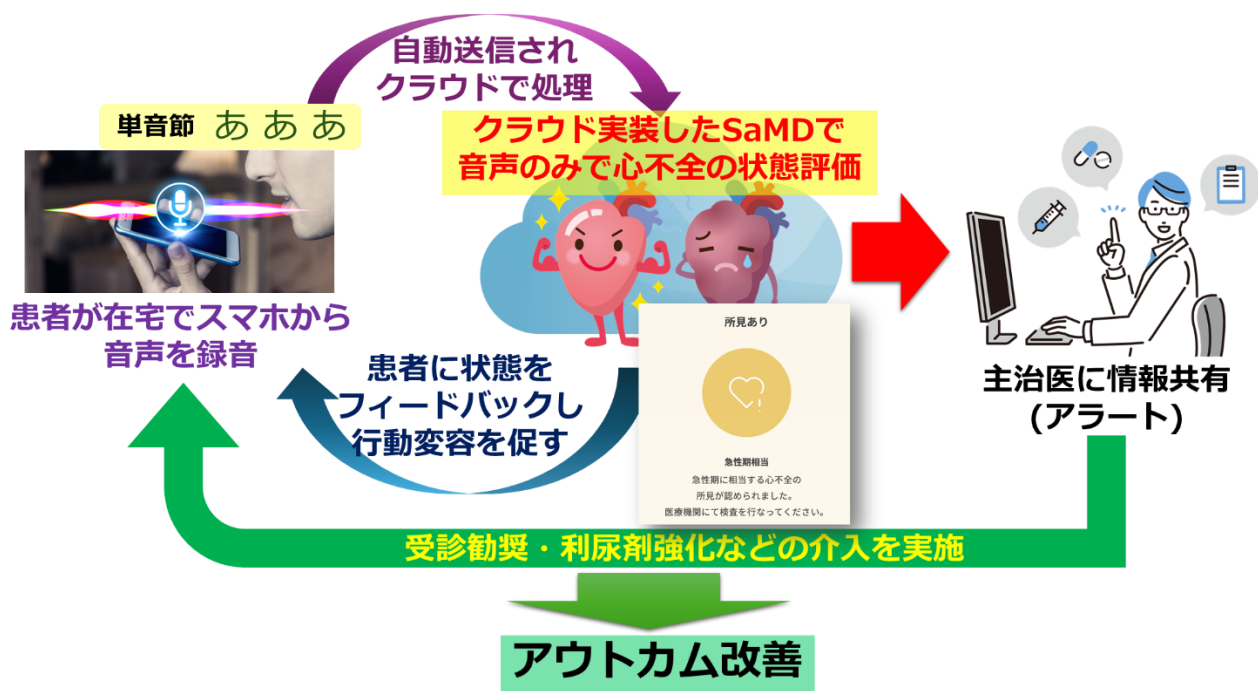 自動送信され
クラウドで処理
単音節 あ あ あ
クラウド実装したSaMDで
音声のみで心不全の状態評価
患者が在宅でスマホから
音声を録音
患者に状態を
フィードバックし
行動変容を促す
所見あり
急性期相当
急性期に相当する心不全の
所見が認められました。
医療機関にて検査を行なってください。
主治医に情報共有
(アラート)
受診勧奨・利尿剤強化などの介入を実施
アウトカム改善